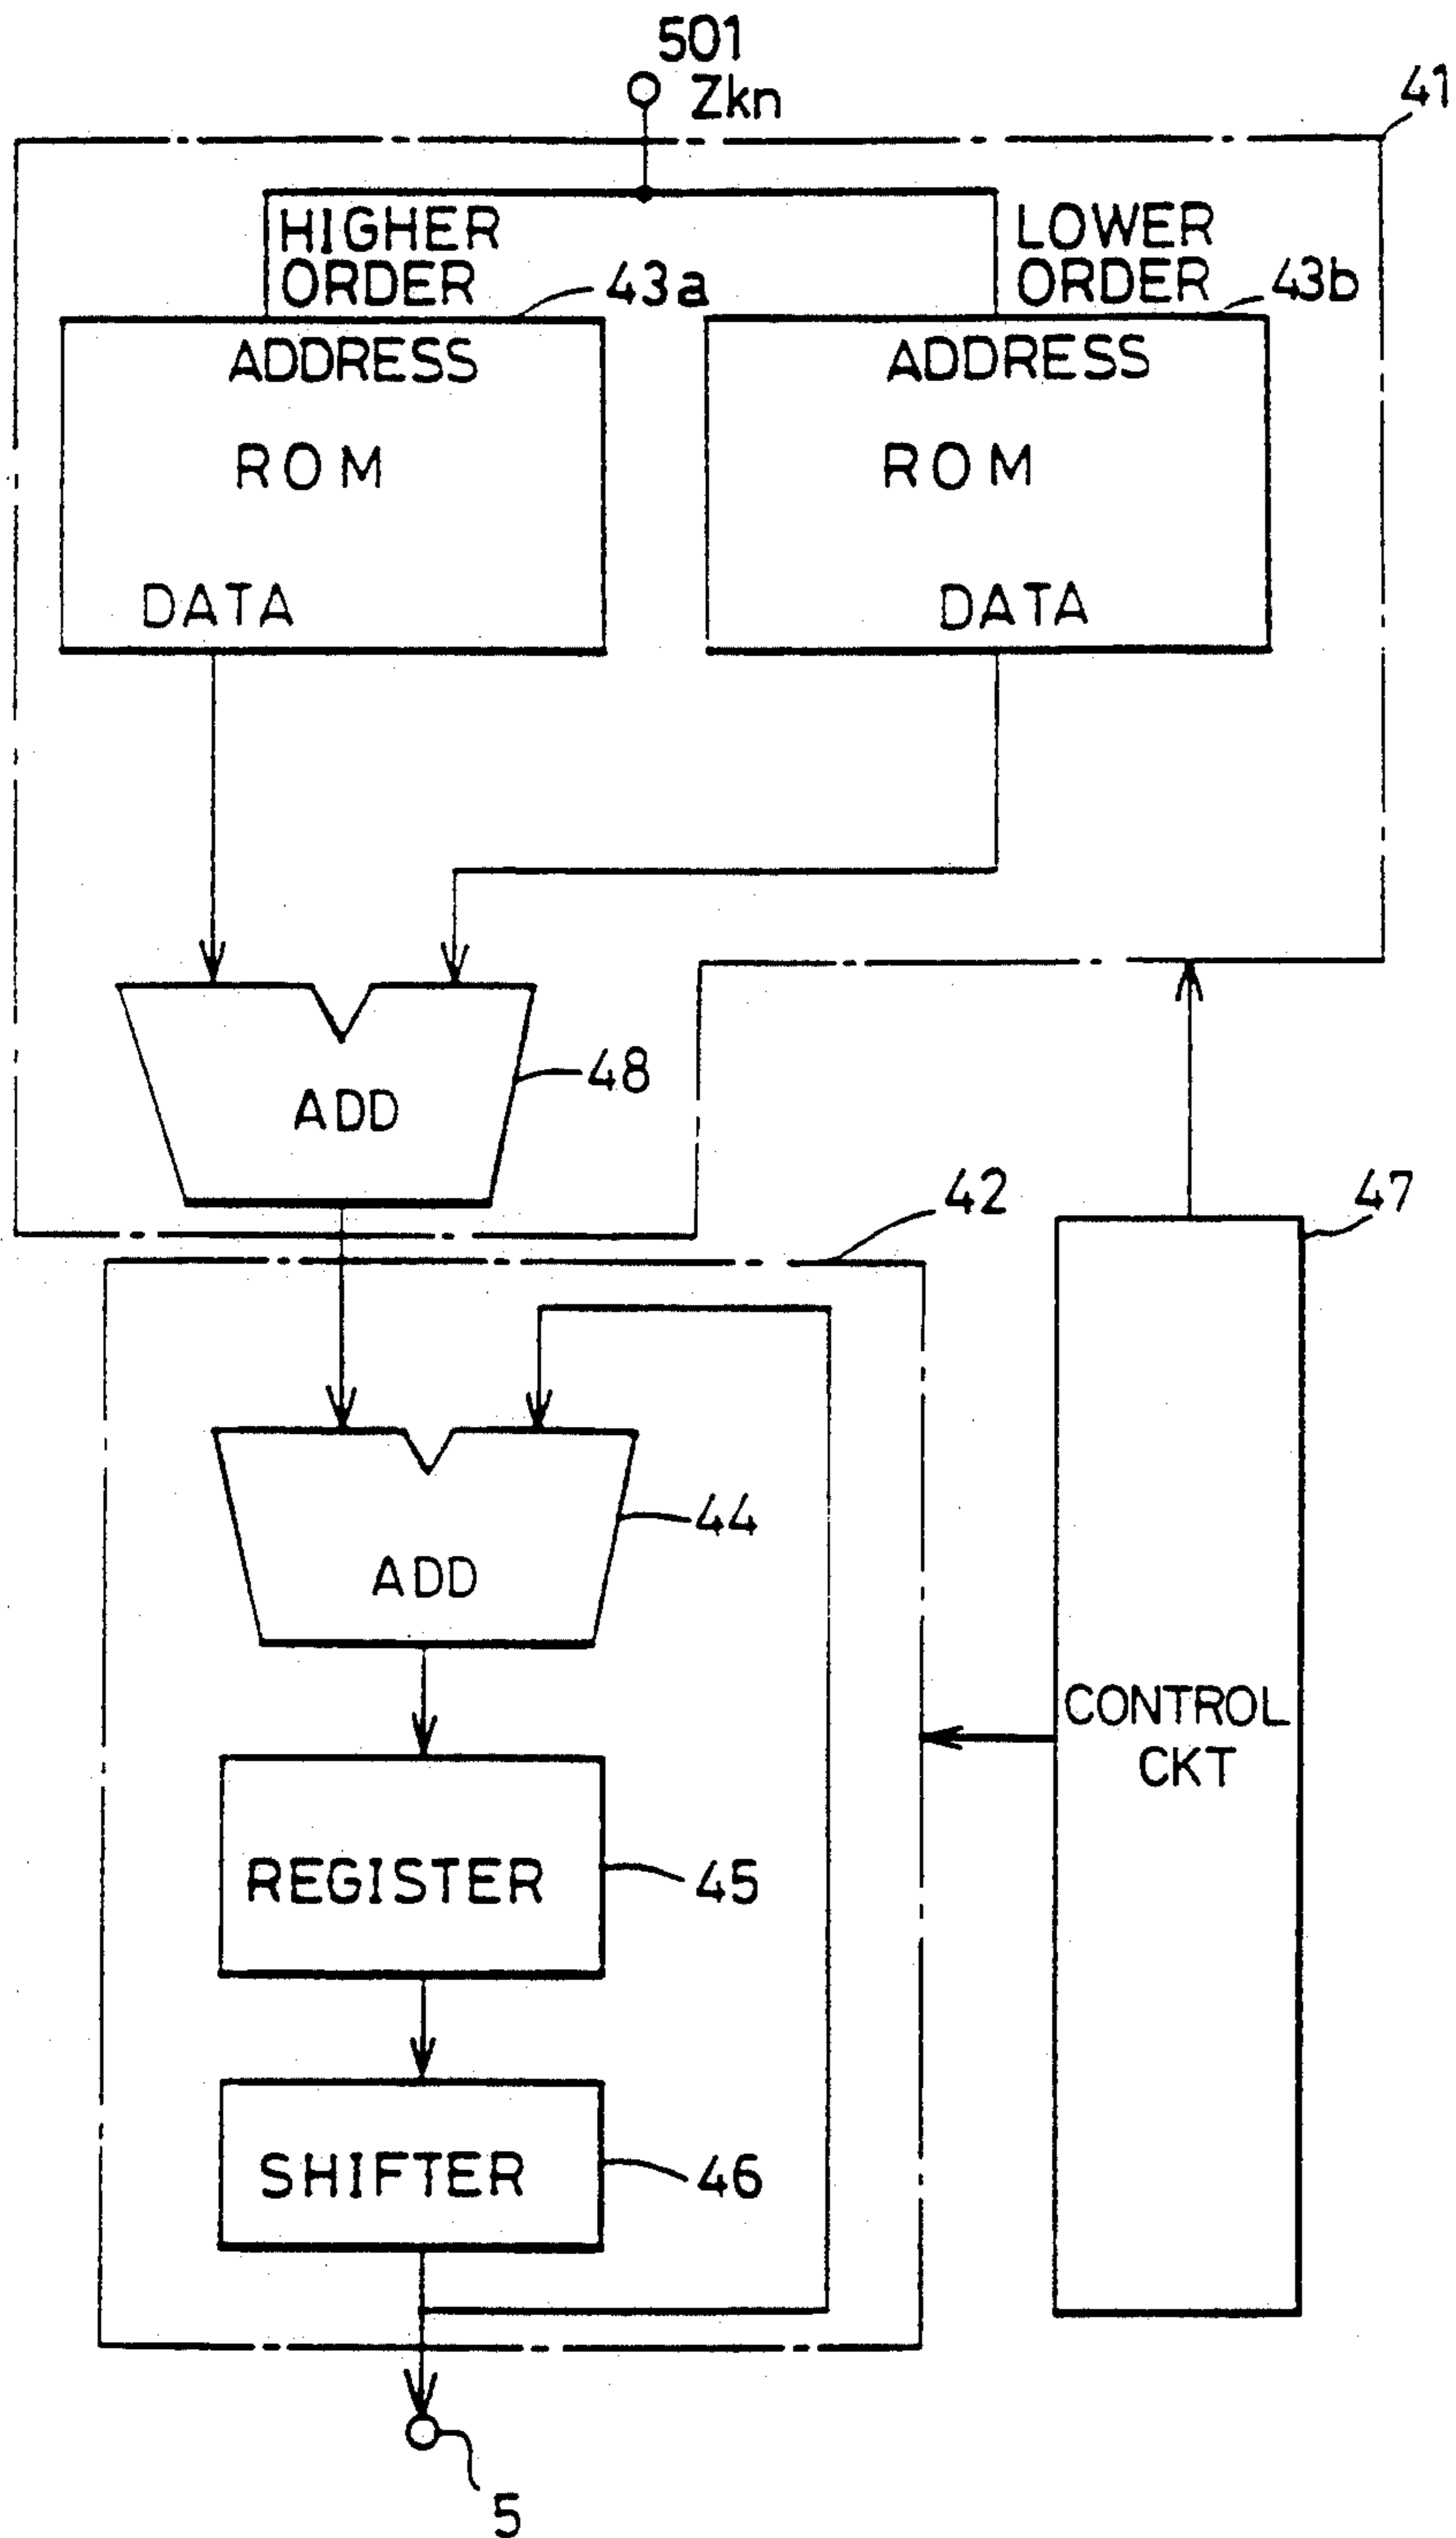 501
Zkn
41
HIGHER
ORDER
LOWER
ORDER
43a
43b
ADDRESS
ROM
DATA
ADDRESS
ROM
DATA
ADD
48
42
47
ADD
44
CONTROL
CKT
REGISTER
45
SHIFTER
46
5